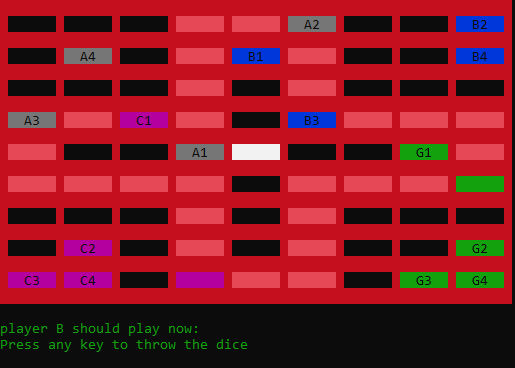 A2 B2
A4 B1 B4
A3 C1 B3
A1 G1
C2 G2
C3 C4 G3 G4
player B should play now:
Press any key to throw the dice